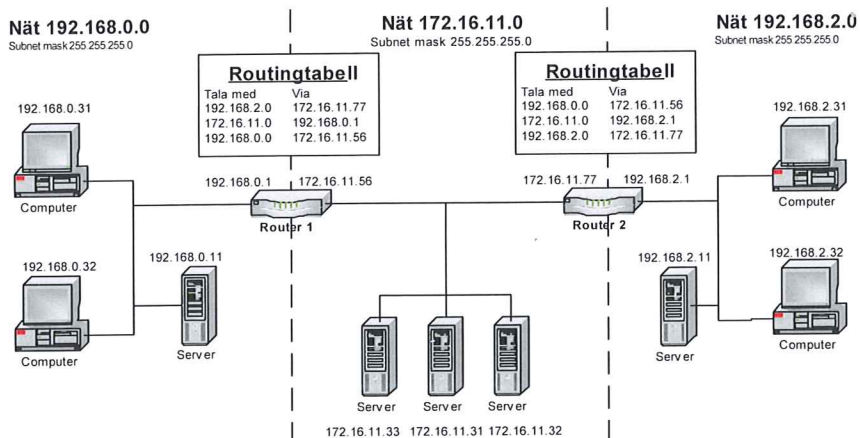 Nät 192.168.0.0
Subnet mask 255 255 255 0
Nät 172.16.11.0
Subnet mask 255.255.255.0
Nät 192.168.2.0
Subnet mask 255.255.255.0
Routingtabell
Tala med Via
192.168.2.0 172.16.11.77
172.16.11.0 192.168.0.1
192.168.0.0 172.16.11.56
Routingtabell
Tala med Via
192.168.0.0 172.16.11.56
172.16.11.0 192.168.2.1
192.168.2.0 172.16.11.77
192.168.0.31
Computer
192.168.0.1 172.16.11.56
Router 1
172.16.11.77 192.168.2.1
Router 2
192.168.2.31
Computer
192.168.0.32
Computer
192.168.0.11
Server
192.168.2.11
Server
192.168.2.32
Computer
Server Server Server
172.16.11.33 172.16.11.31 172.16.11.32